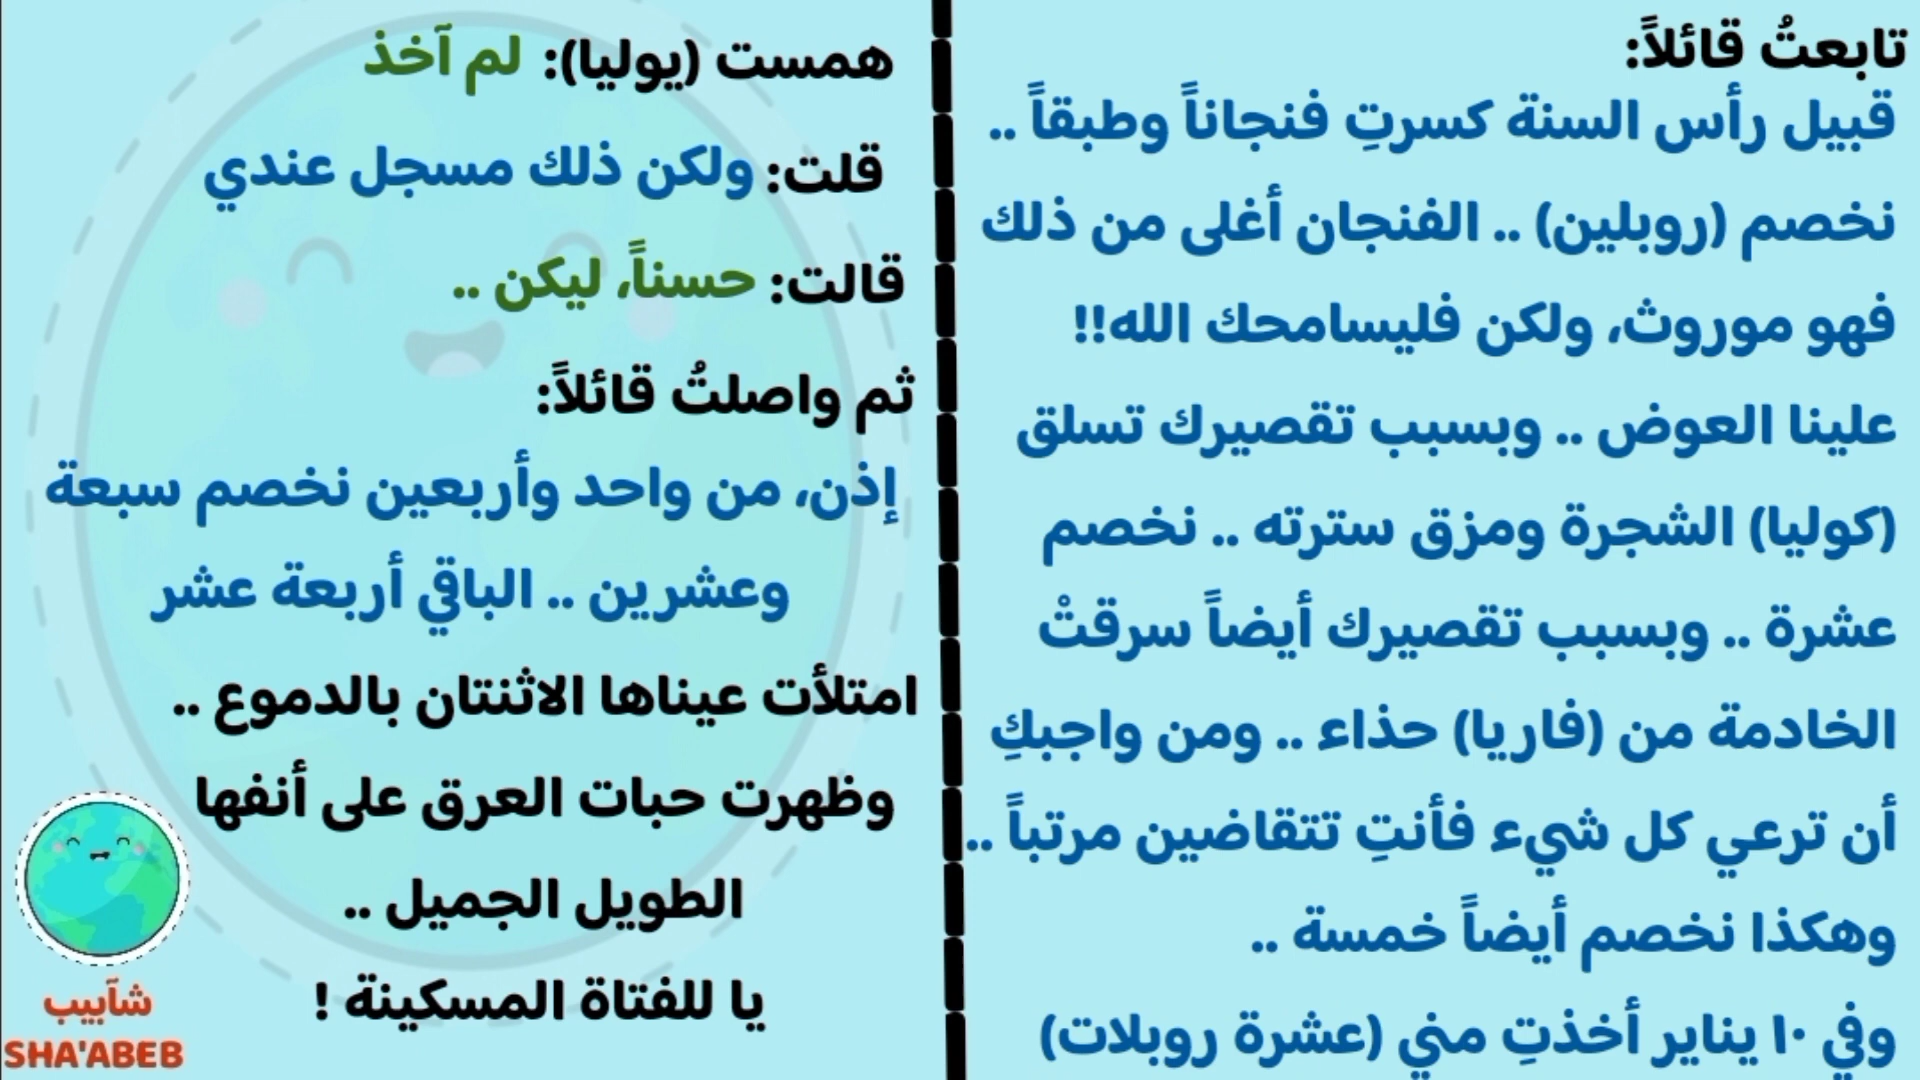 تابعتُ قائلاً:
قبيل رأس السنة كسرتِ فنجاناً وطبقاً ..
نخصم (روبلين) .. الفنجان أغلى من ذلك
فهو موروث، ولكن فليسامحك الله!!
علينا العوض .. وبسبب تقصيرك تسلق
(كوليا) الشجرة ومزق سترته .. نخصم
عشرة .. وبسبب تقصيرك أيضاً سرقتْ
الخادمة من (فاريا) حذاء .. ومن واجبكِ
أن ترعي كل شيء فأنتِ تتقاضين مرتباً ..
وهكذا نخصم أيضاً خمسة ..
وفي ١٠ يناير أخذتِ مني (عشرة روبلات)
همست (يوليا): لم آخذ
قلت: ولكن ذلك مسجل عندي
قالت: حسناً، ليكن ..
ثم واصلتُ قائلاً:
إذن، من واحد وأربعين نخصم سبعة
وعشرين .. الباقي أربعة عشر
امتلأت عيناها الاثنتان بالدموع ..
وظهرت حبات العرق على أنفها
الطويل الجميل ..
يا للفتاة المسكينة !
شآبيب
SHA'ABEB